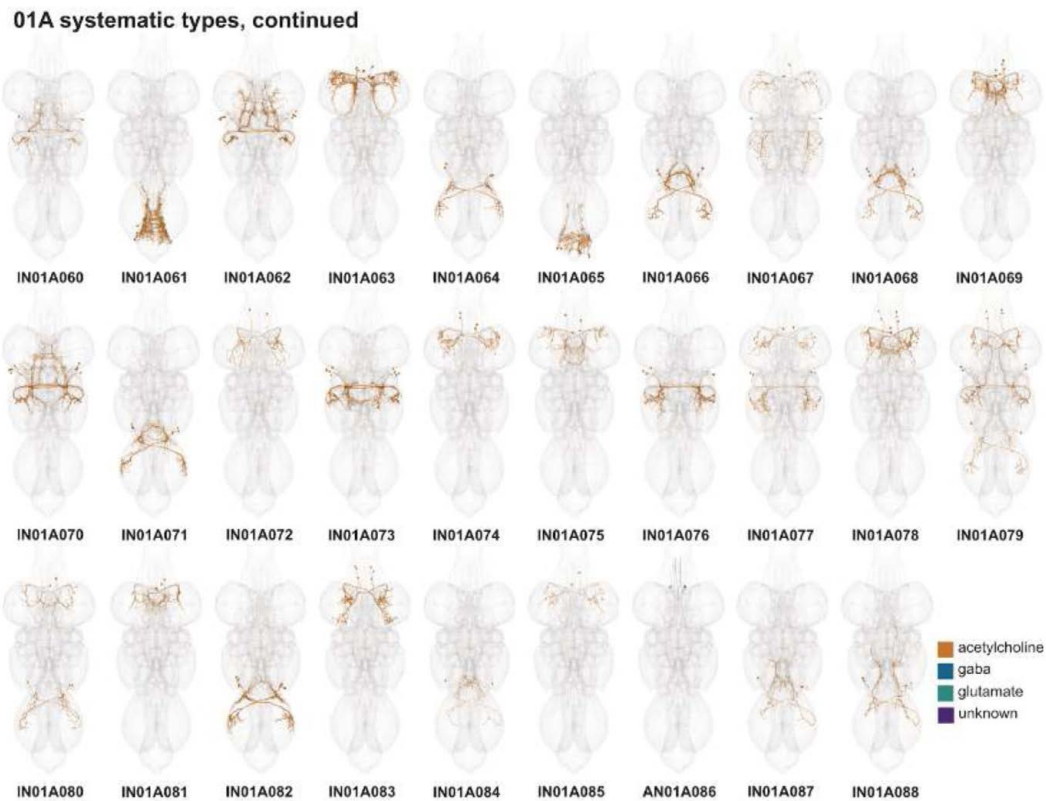 01A systematic types, continued
IN01A060 IN01A061 IN01A062 IN01A063 IN01A064 IN01A065 IN01A066 IN01A067 IN01A068 IN01A069
IN01A070 IN01A071 IN01A072 IN01A073 IN01A074 IN01A075 IN01A076 IN01A077 IN01A078 IN01A079
acetylcholine
gaba
glutamate
unknown
IN01A080 IN01A081 IN01A082 IN01A083 IN01A084 IN01A085 AN01A086 IN01A087 IN01A088